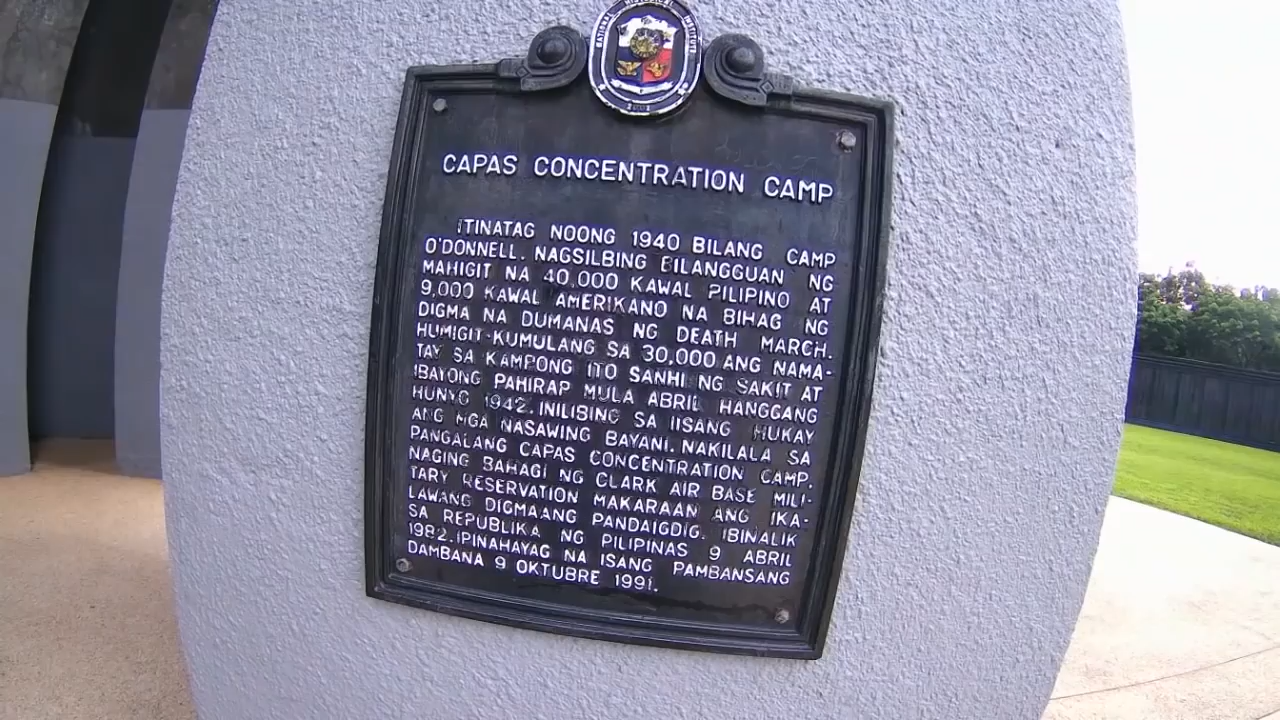 NATIONAL HISTORICAL INSTITUTE
CAPAS CONCENTRATION CAMP
ITINATAG NOONG 1940 BILANG CAMP
O'DONNELL. NAGSILBING BILANGGUAN NG
MAHIGIT NA 40,000 KAWAL PILIPINO AT
9,000 KAWAL AMERIKANO NA BIHAG NG
DIGMA NA DUMANAS NG DEATH MARCH.
HUMIGIT-KUMULANG SA 30,000 ANG NAMA-
TAY SA KAMPONG ITO SANHI NG SAKIT AT
IBAYONG PAHIRAP MULA ABRIL HANGGANG
HUNYO 1942. INILIBING SA IISANG HUKAY
ANG MGA NASAWING BAYANI. NAKILALA SA
PANGALANG CAPAS CONCENTRATION CAMP.
NAGING BAHAGI NG CLARK AIR BASE MILI-
TARY RESERVATION MAKARAAN ANG IKA-
LAWANG DIGMAANG PANDAIGDIG. IBINALIK
SA REPUBLIKA NG PILIPINAS 9 ABRIL
1982. IPINAHAYAG NA ISANG PAMBANSANG
DAMBANA 9 OKTUBRE 1991.